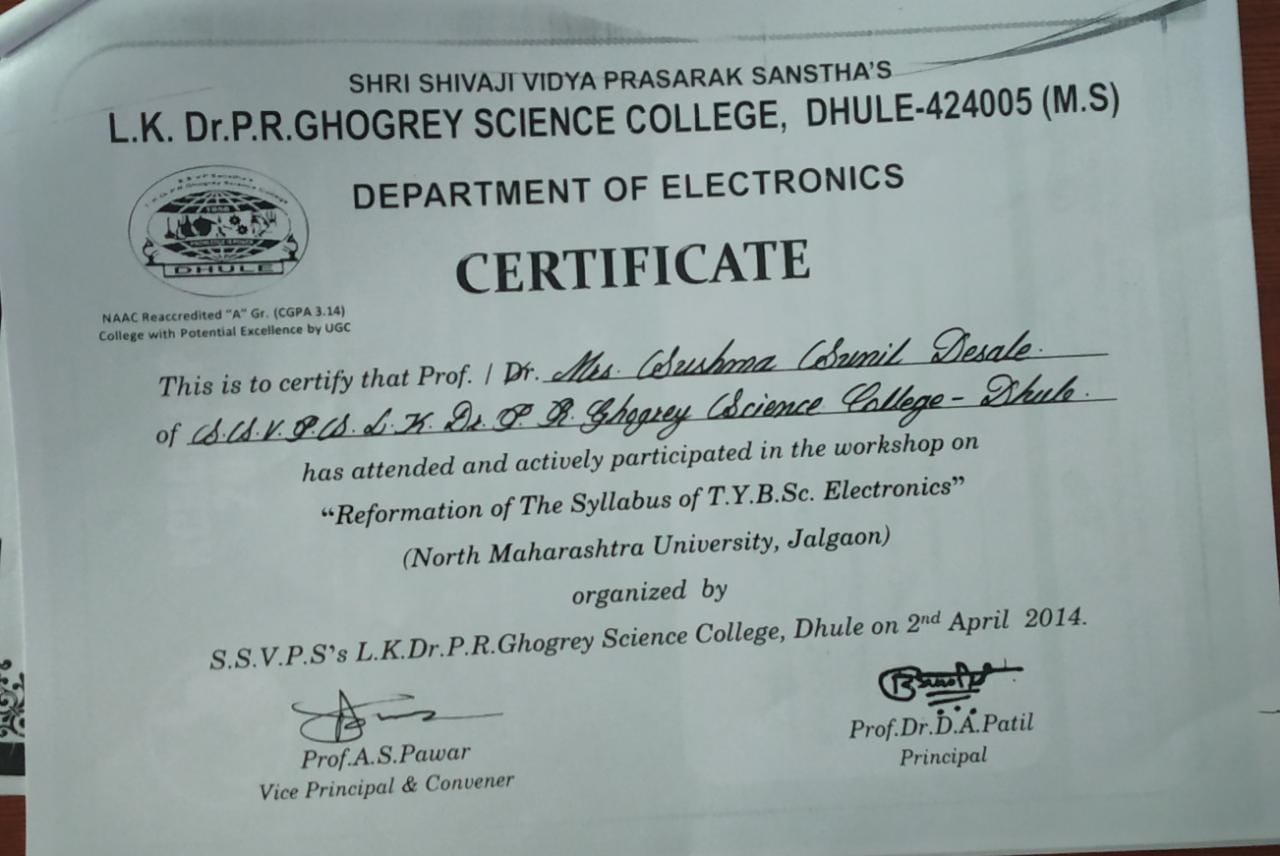 SHRI SHIVAJI VIDYA PRASARAK SANSTHA'S
L.K. Dr.P.R.GHOGREY SCIENCE COLLEGE, DHULE-424005 (M.S)
DEPARTMENT OF ELECTRONICS
CERTIFICATE
DHULE
NAAC Reaccredited "A" Gr. (CGPA 3.14)
College with Potential Excellence by UGC
This is to certify that Prof. / Dr. Mrs. Sushma Sunil Desale.
of S.S.V.P.S. L.K. Dr. P. R. Ghogrey Science College - Dhule.
has attended and actively participated in the workshop on
“Reformation of The Syllabus of T.Y.B.Sc. Electronics”
(North Maharashtra University, Jalgaon)
organized by
S.S.V.P.S's L.K.Dr.P.R.Ghogrey Science College, Dhule on 2nd April 2014.
Prof.A.S.Pawar
Vice Principal & Convener
Prof.Dr.D.A.Patil
Principal